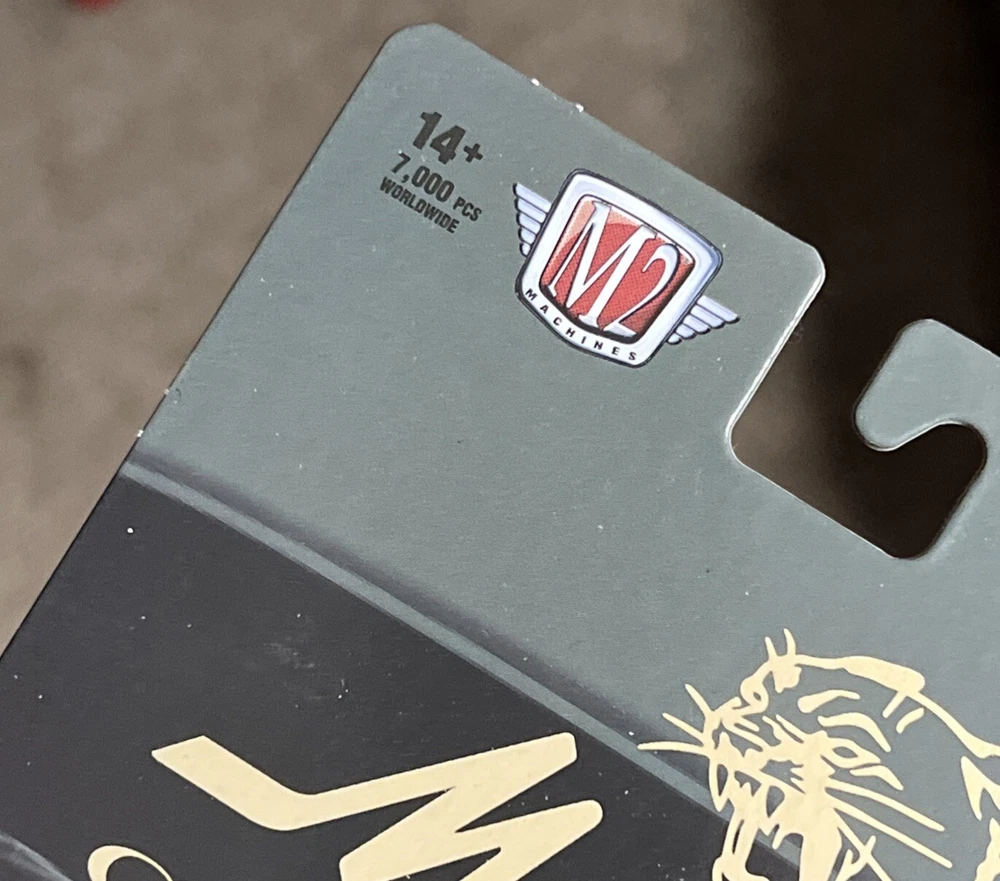 14+
7,000 PCS
WORLDWIDE
M2
MACHINES